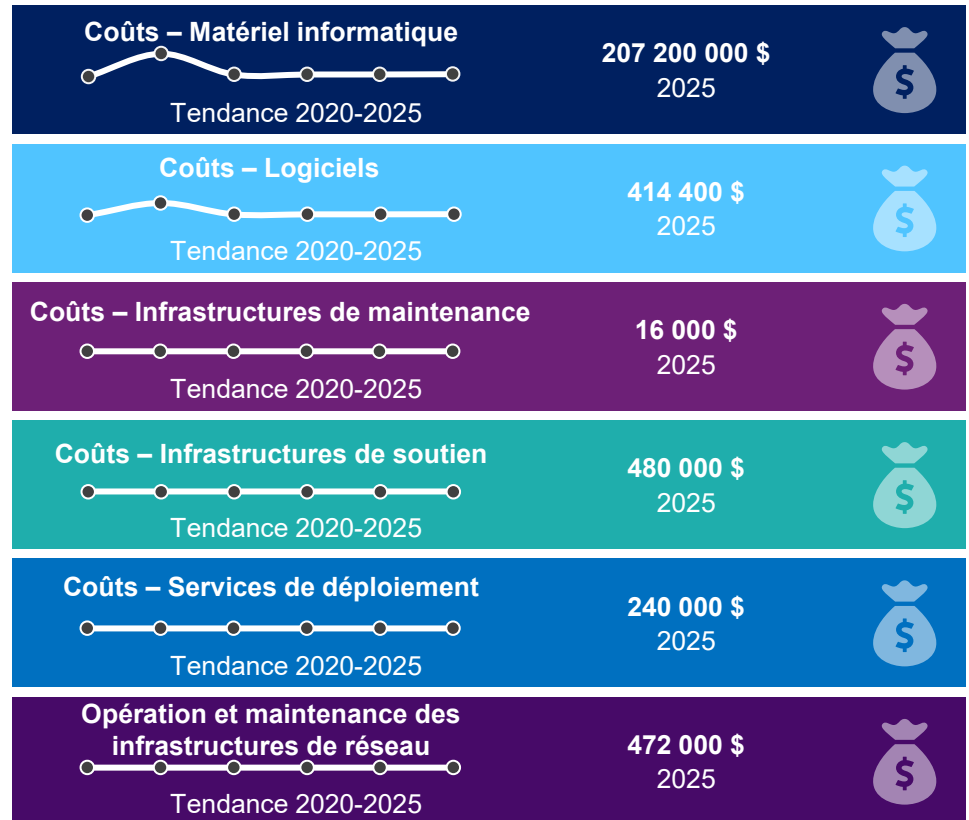 Coûts – Matériel informatique
Tendance 2020-2025
207 200 000 $
2025
$
Coûts – Logiciels
Tendance 2020-2025
414 400 $
2025
$
Coûts – Infrastructures de maintenance
Tendance 2020-2025
16 000 $
2025
$
Coûts – Infrastructures de soutien
Tendance 2020-2025
480 000 $
2025
$
Coûts – Services de déploiement
Tendance 2020-2025
240 000 $
2025
$
Opération et maintenance des
infrastructures de réseau
Tendance 2020-2025
472 000 $
2025
$